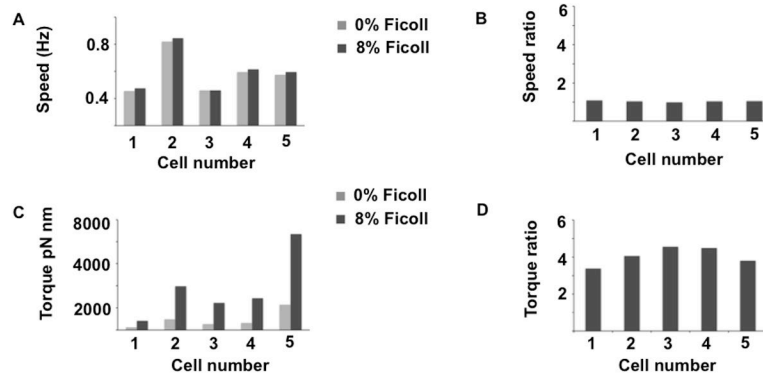 A
Speed (Hz)
0.8
0.4
1 2 3 4 5
Cell number
0% Ficoll
8% Ficoll
B
Speed ratio
6
4
2
1 2 3 4 5
Cell number
C
Torque pN nm
8000
4000
2000
1 2 3 4 5
Cell number
0% Ficoll
8% Ficoll
D
Torque ratio
6
4
2
1 2 3 4 5
Cell number